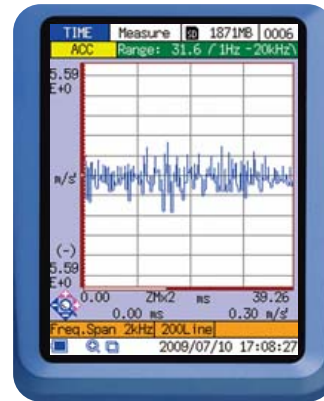 TIME Measure SD 1871MB 0006
ACC Range: 31.6 /1Hz -20kHz\
5.59
E+0
m/s²
(-)
5.59
E+0
0.00 ZMx2 ms 39.26
0.00 ms 0.30 m/s²
Freq.Span 2kHz 200Line
2009/07/10 17:08:27